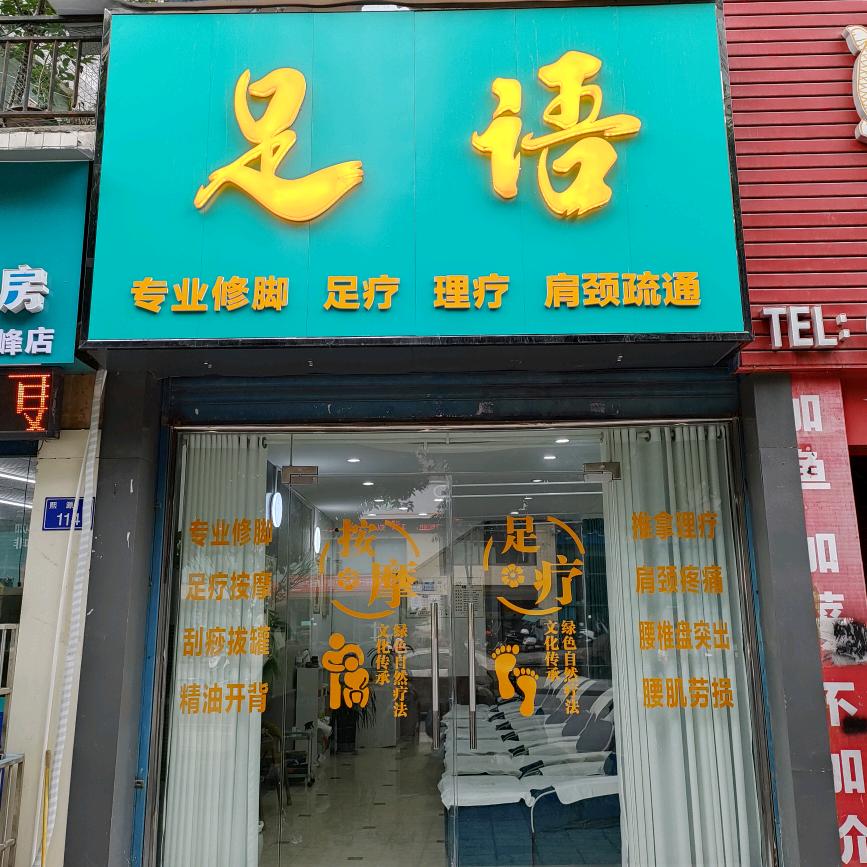 足语
专业修脚 足疗 理疗 肩颈疏通
房
蜂店
TEL:
114
专业修脚
足疗按摩
刮痧拔罐
精油开背
按摩
绿色自然疗法
文化传承
足疗
绿色自然疗法
文化传承
推拿理疗
肩颈疼痛
腰椎盘突出
腰肌劳损
加
鱼
加
不
加